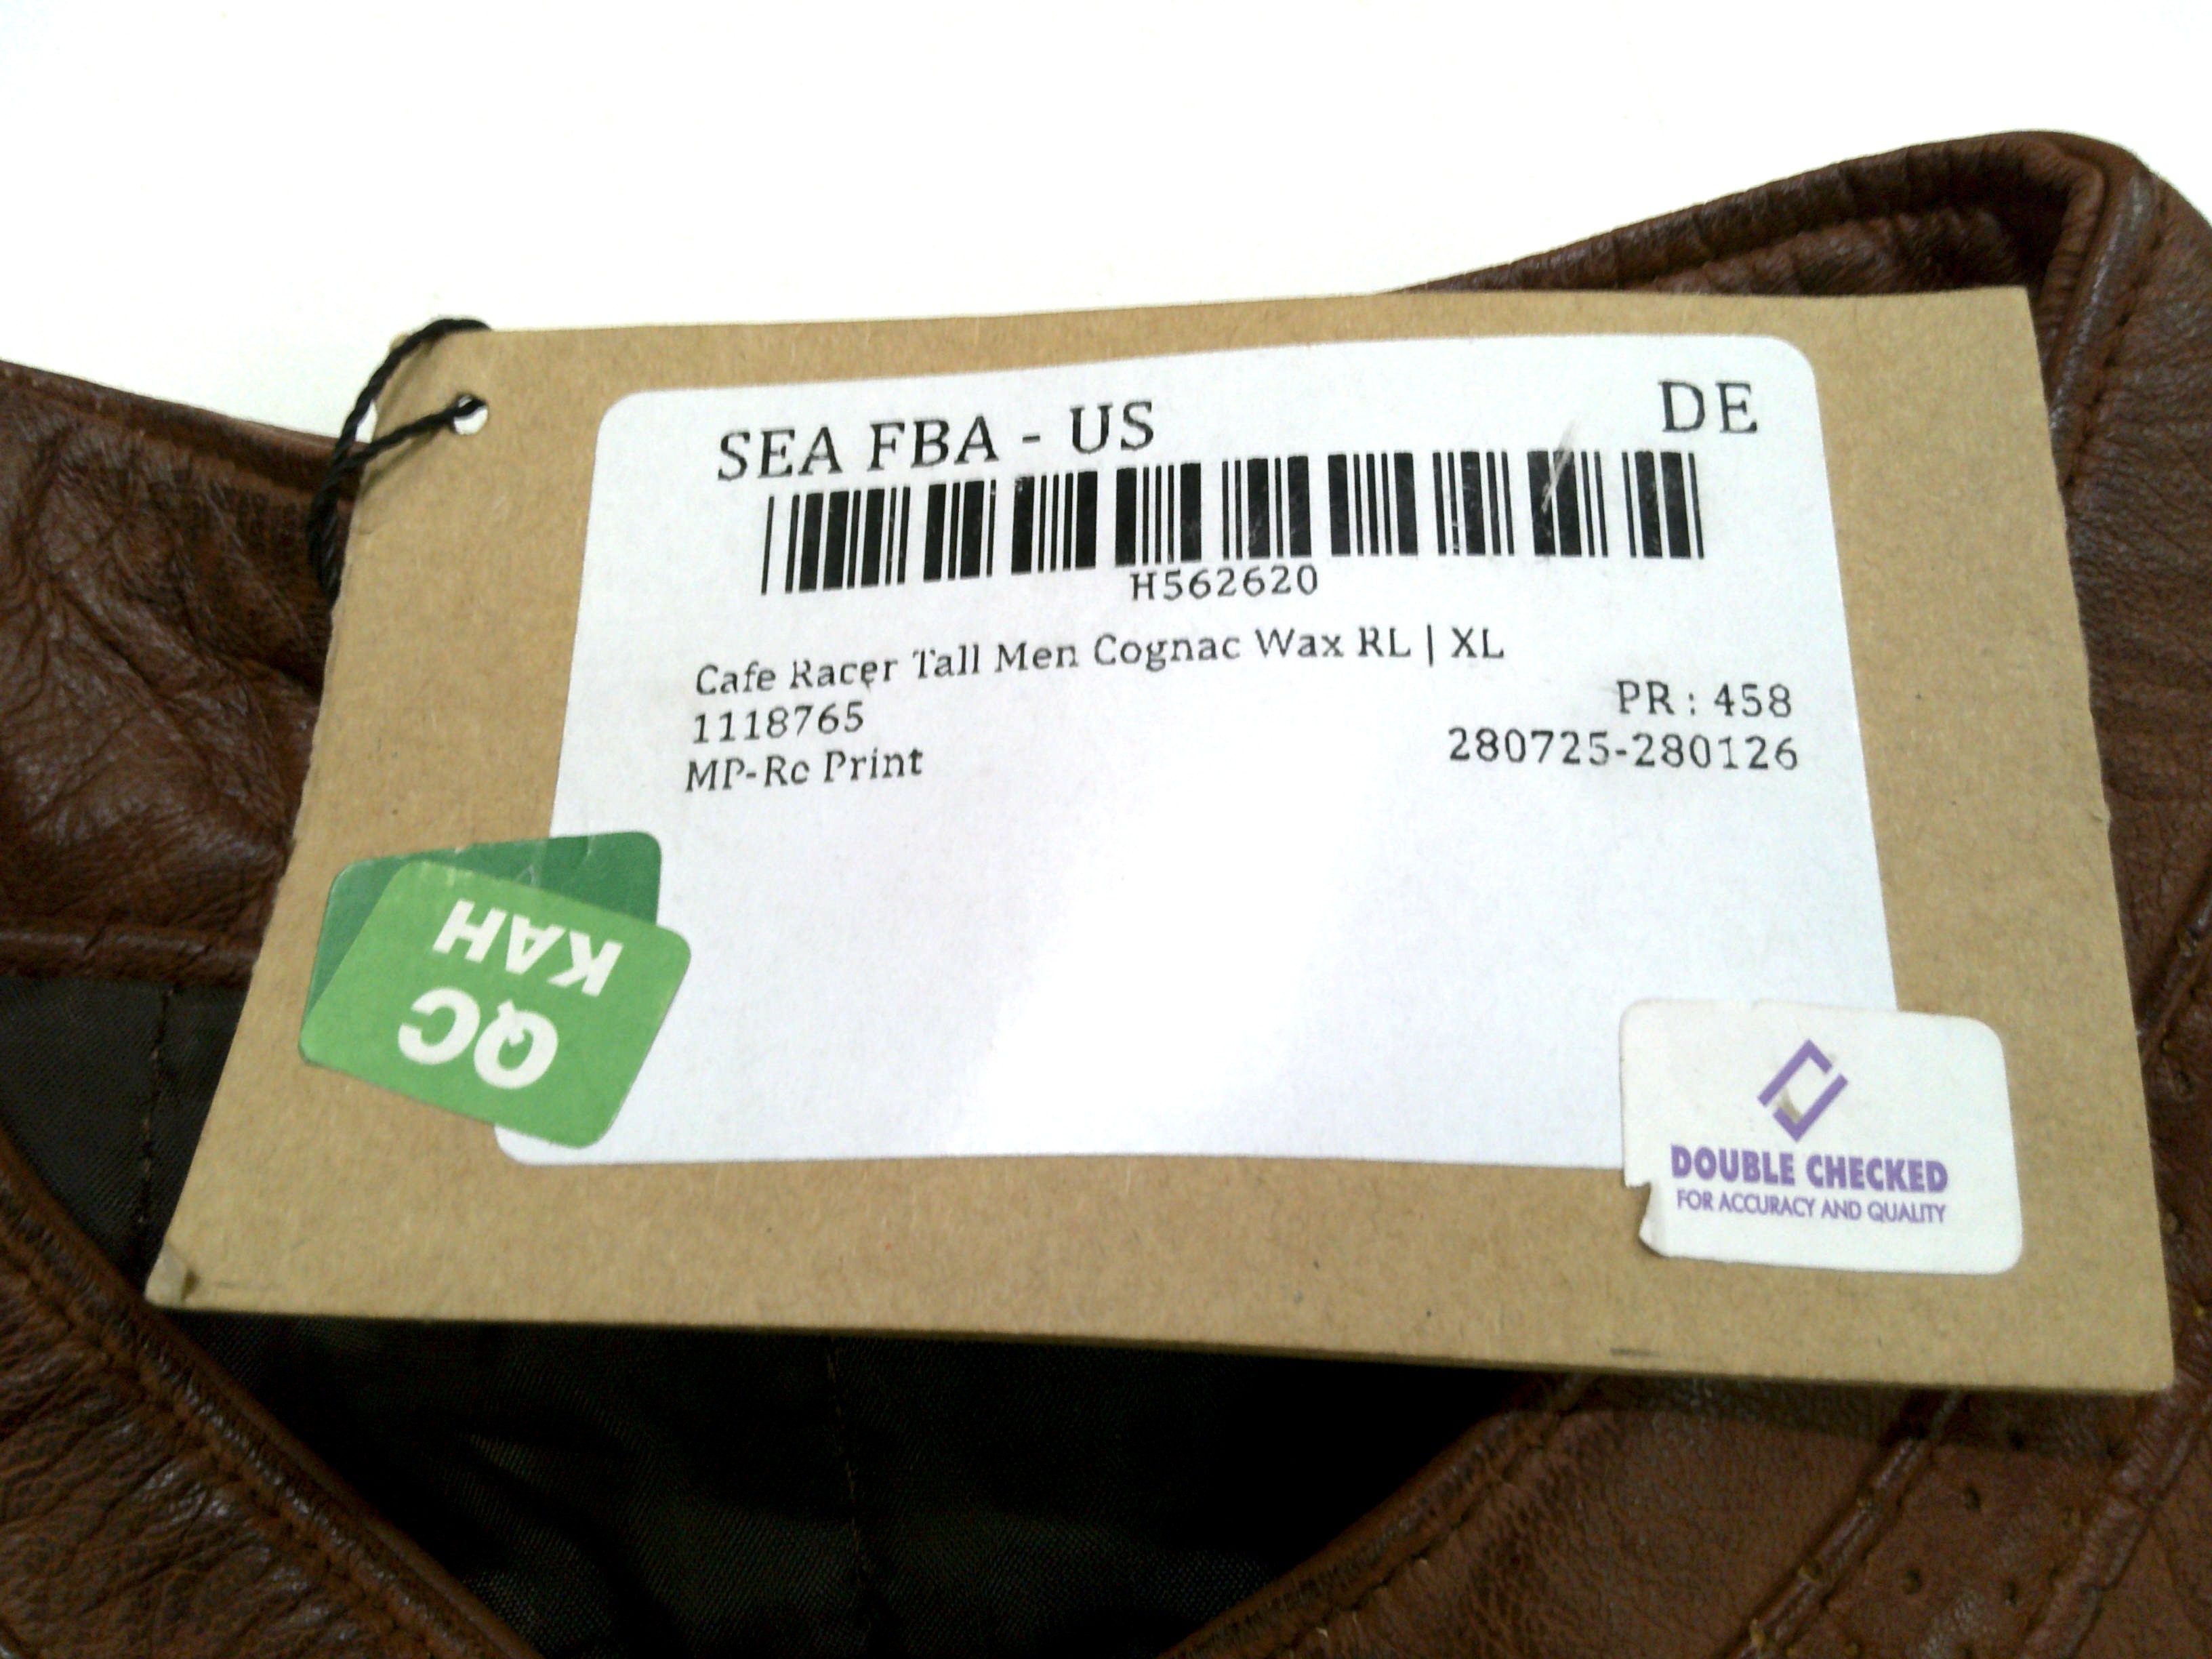 SEA FBA - US
DE
H562620
Cafe Racer Tall Men Cognac Wax RL | XL
1118765
PR : 458
MP-Rc Print
280725-280126
QC
KAH
DOUBLE CHECKED
FOR ACCURACY AND QUALITY